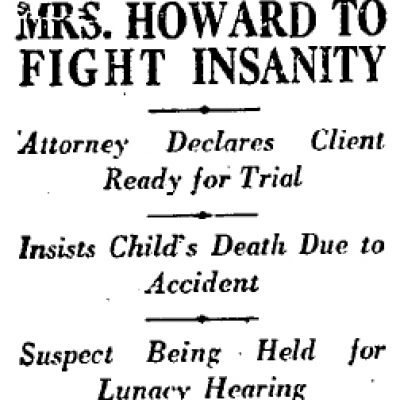 MRS. HOWARD TO
FIGHT INSANITY
Attorney Declares Client
Ready for Trial
Insists Child's Death Due to
Accident
Suspect Being Held for
Lunacy Hearing